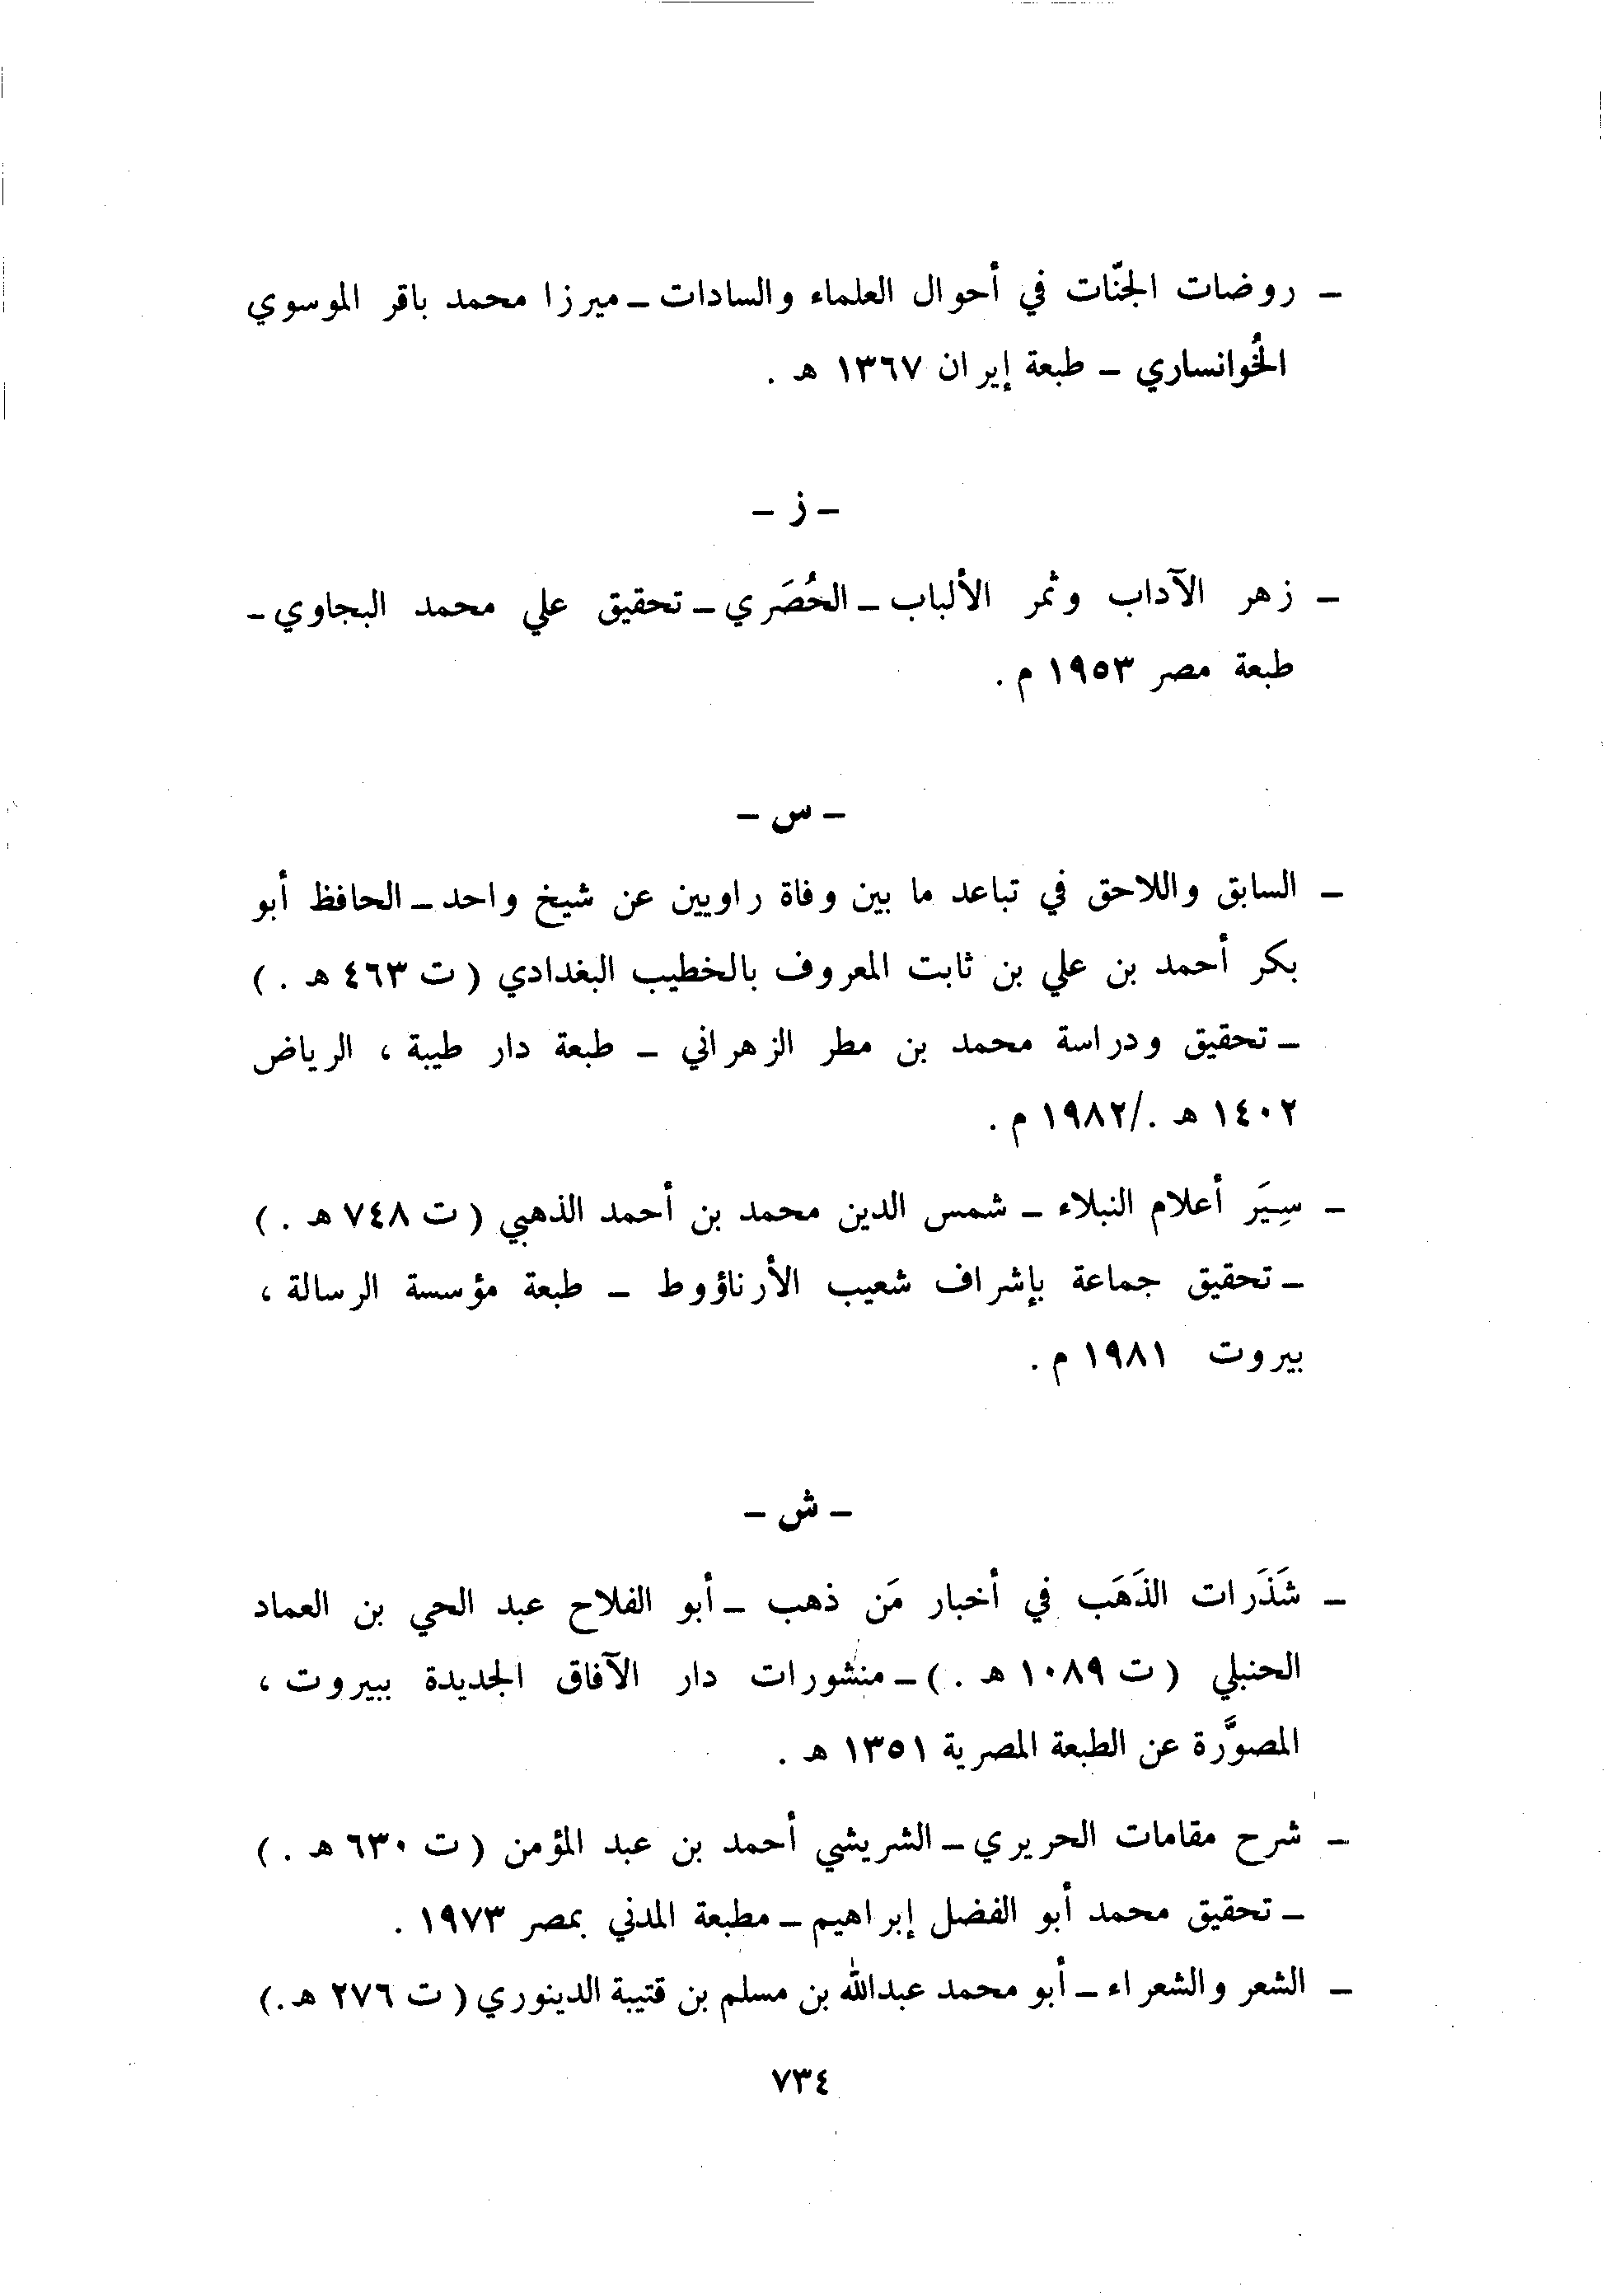 – روضات الجنّات في أحوال العلماء والسادات – ميرزا محمد باقر الموسوي
الخُوانساري – طبعة إيران ١٣٦٧ هـ .
– ز –
– زهر الآداب وثمر الألباب – الحُصَري – تحقيق علي محمد البجاوي –
طبعة مصر ١٩٥٣ م .
– س –
– السابق واللاحق في تباعد ما بين وفاة راويين عن شيخ واحد – الحافظ أبو
بكر أحمد بن علي بن ثابت المعروف بالخطيب البغدادي ( ت ٤٦٣ هـ . )
– تحقيق ودراسة محمد بن مطر الزهراني – طبعة دار طيبة ، الرياض
١٤٠٢ هـ ./١٩٨٢ م .
– سِيَر أعلام النبلاء – شمس الدين محمد بن أحمد الذهبي ( ت ٧٤٨ هـ . )
– تحقيق جماعة بإشراف شعيب الأرناؤوط – طبعة مؤسسة الرسالة ،
بيروت ١٩٨١ م .
– ش –
– شَذَرات الذَهَب في أخبار مَن ذهب – أبو الفلاح عبد الحي بن العماد
الحنبلي ( ت ١٠٨٩ هـ . ) – منشورات دار الآفاق الجديدة ببيروت ،
المصوَّرة عن الطبعة المصرية ١٣٥١ هـ .
– شرح مقامات الحريري – الشريشي أحمد بن عبد المؤمن ( ت ٦٣٠ هـ . )
– تحقيق محمد أبو الفضل إبراهيم – مطبعة المدني بمصر ١٩٧٣ .
– الشعر والشعراء – أبو محمد عبدالله بن مسلم بن قتيبة الدينوري ( ت ٢٧٦ هـ .)
٧٣٤